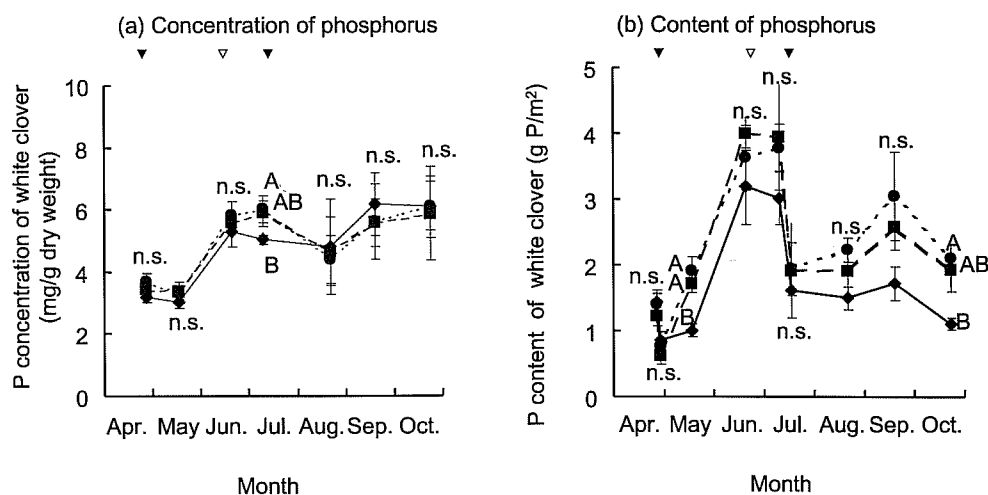 (a) Concentration of phosphorus
P concentration of white clover
(mg/g dry weight)
10
8
6
4
2
0
n.s.
n.s.
n.s.
A
AB
B
n.s.
n.s.
n.s.
Apr. May Jun. Jul. Aug. Sep. Oct.
Month
(b) Content of phosphorus
P content of white clover (g P/m²)
5
4
3
2
1
0
n.s.
n.s.
A
A
B
n.s.
n.s.
n.s.
n.s.
n.s.
A
AB
B
Apr. May Jun. Jul. Aug. Sep. Oct.
Month